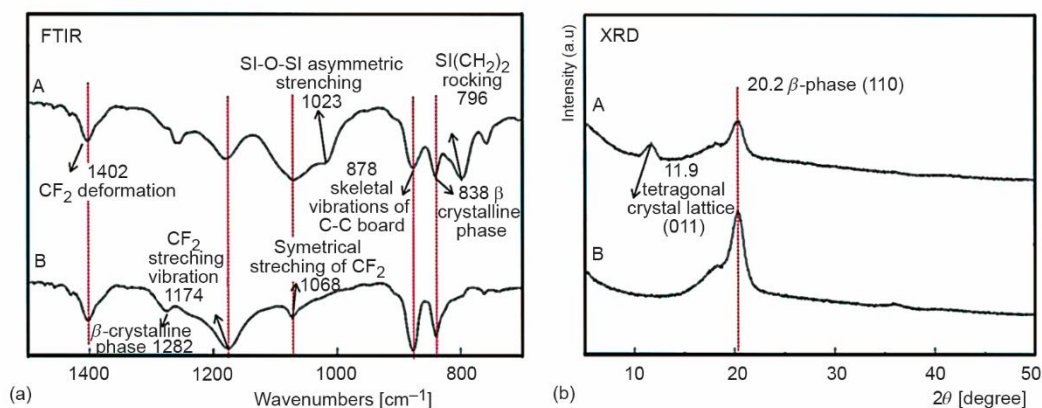 FTIR
A
SI-O-SI asymmetric
strenching
1023
SI(CH₂)₂
rocking
796
1402
CF₂ deformation
878
skeletal
vibrations of
C-C board
838 β
crystalline
phase
B
CF₂
streching
vibration
1174
Symetrical
streching of CF₂
1068
β-crystalline
phase 1282
1400
1200
1000
800
(a)
Wavenumbers [cm⁻¹]
Intensity (a.u)
XRD
20.2 β-phase (110)
A
11.9
tetragonal
crystal lattice
(011)
B
10
20
30
40
50
(b)
2θ [degree]